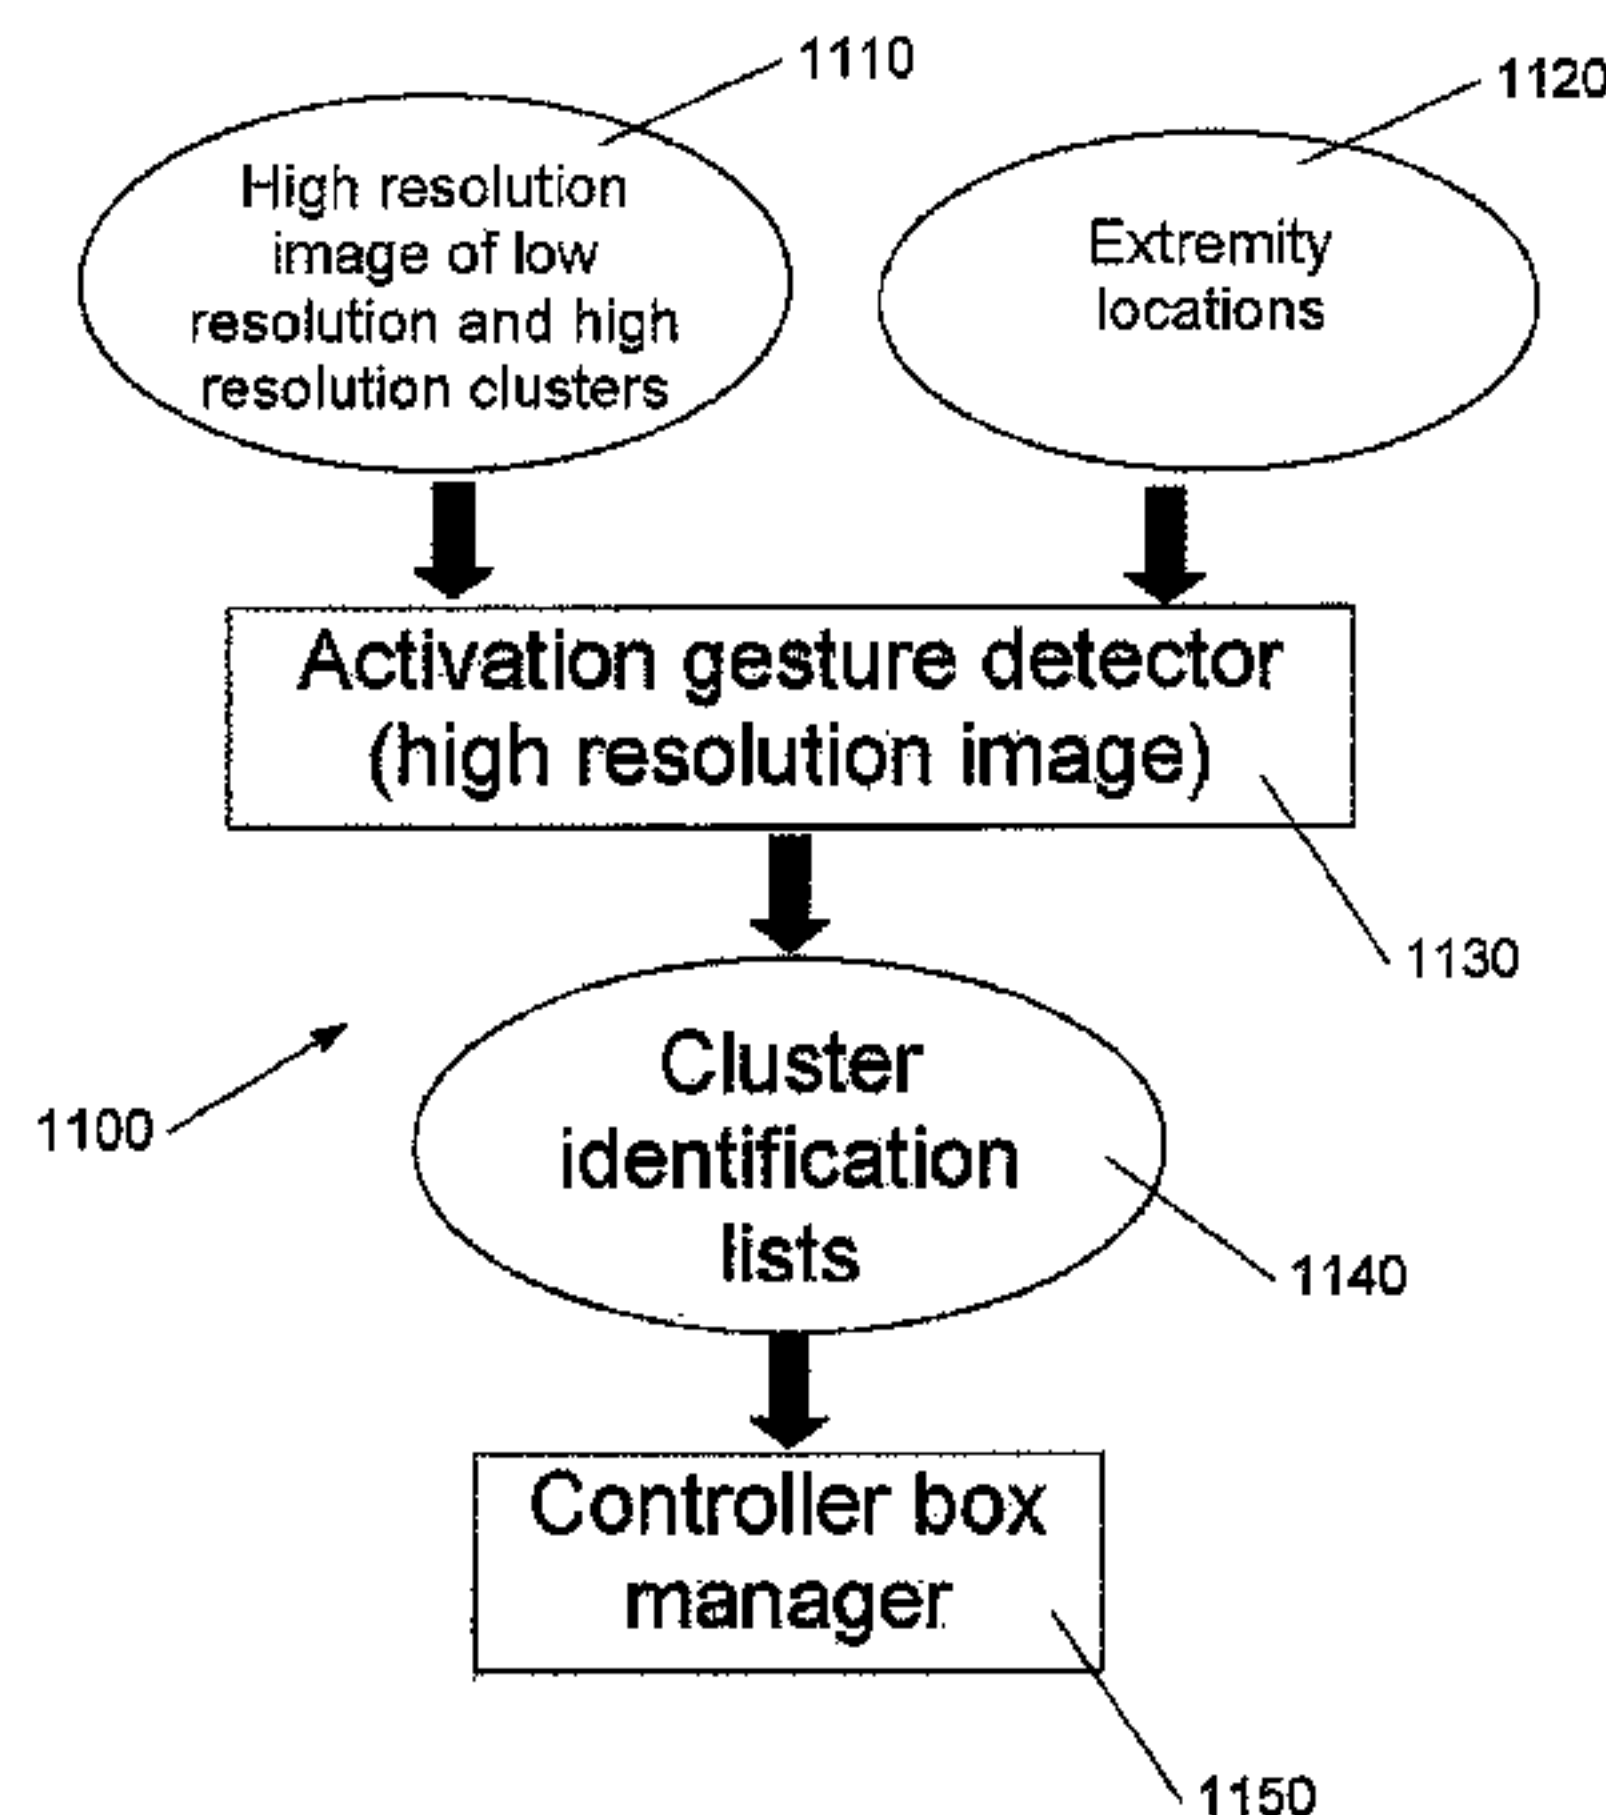 1110
1120
High resolution
image of low
resolution and high
resolution clusters
Extremity
locations
Activation gesture detector
(high resolution image)
1130
Cluster
identification
lists
1100
1140
Controller box
manager
1150